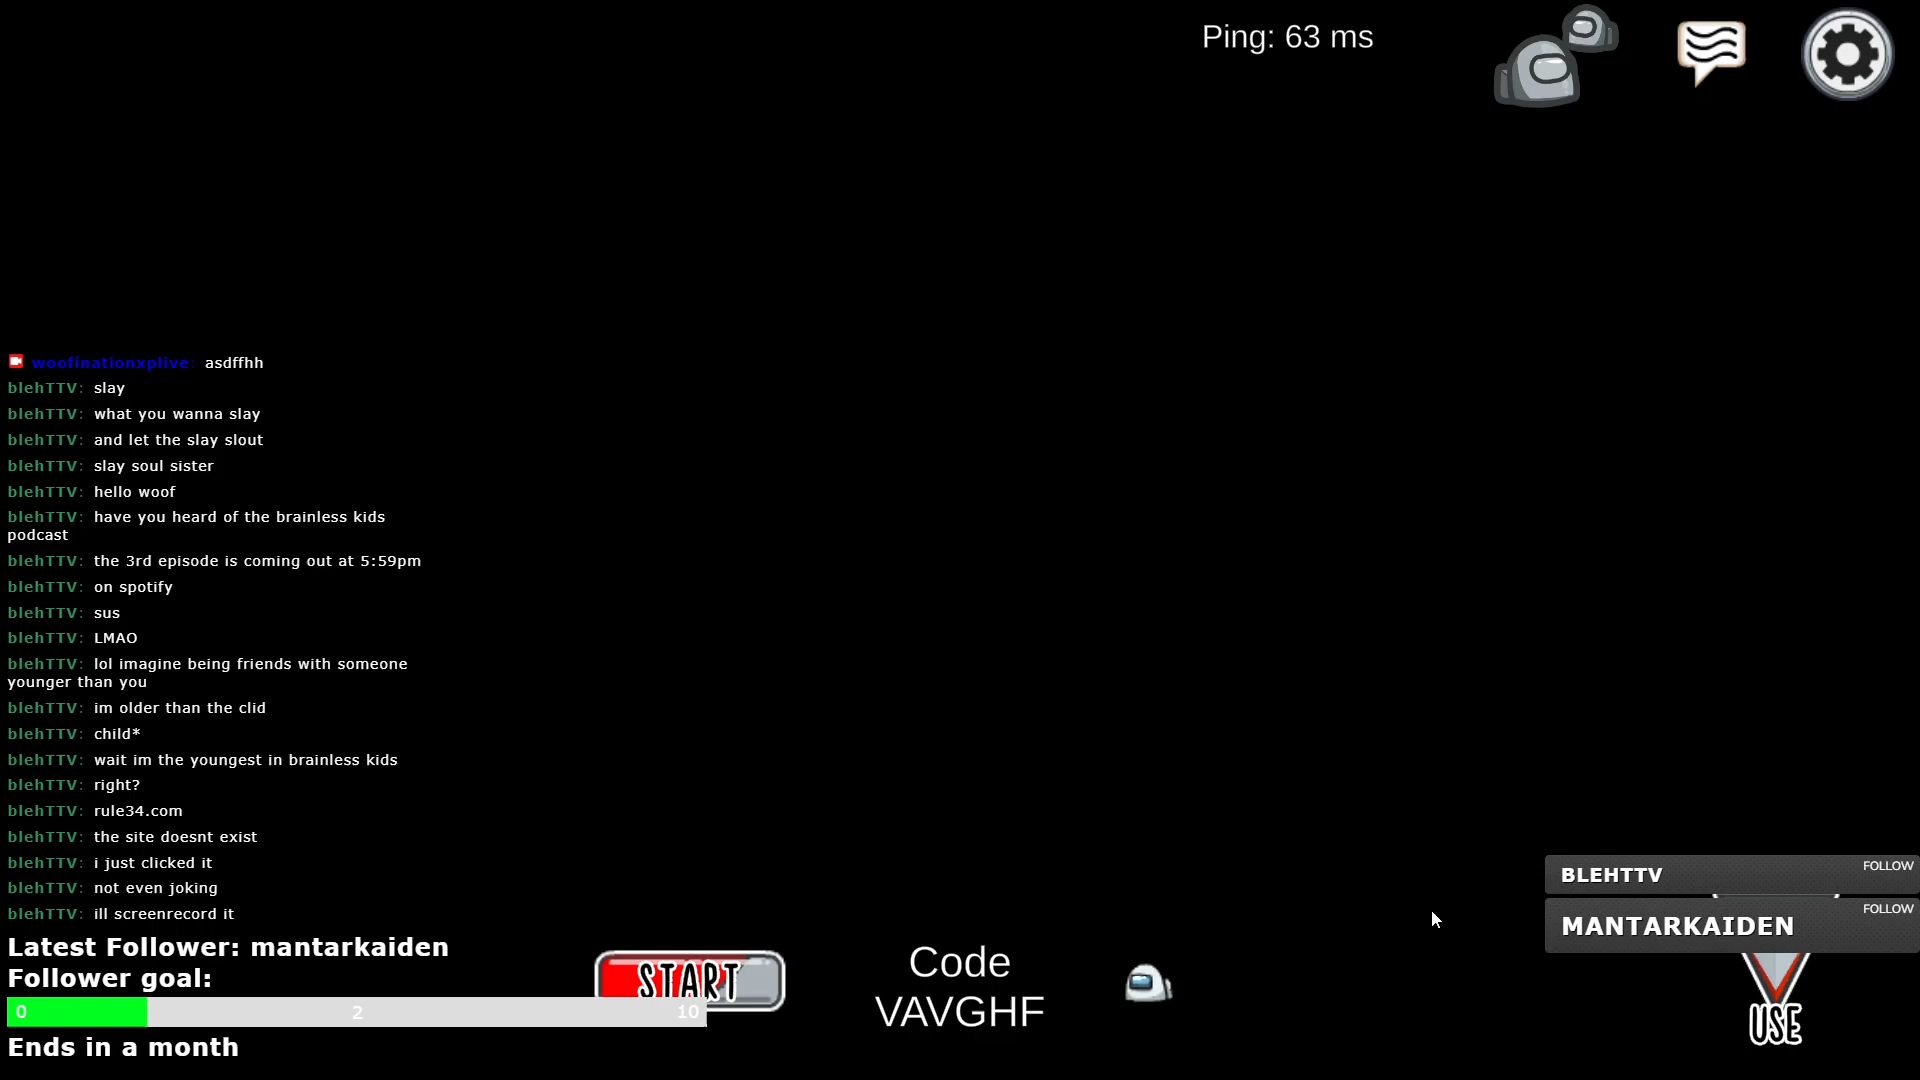 Ping: 63 ms
woofinationxplive: asdffhh
blehTTV: slay
blehTTV: what you wanna slay
blehTTV: and let the slay slout
blehTTV: slay soul sister
blehTTV: hello woof
blehTTV: have you heard of the brainless kids
podcast
blehTTV: the 3rd episode is coming out at 5:59pm
blehTTV: on spotify
blehTTV: sus
blehTTV: LMAO
blehTTV: lol imagine being friends with someone
younger than you
blehTTV: im older than the clid
blehTTV: child*
blehTTV: wait im the youngest in brainless kids
blehTTV: right?
blehTTV: rule34.com
blehTTV: the site doesnt exist
blehTTV: i just clicked it
blehTTV: not even joking
blehTTV: ill screenrecord it
Latest Follower: mantarkaiden
Follower goal:
0 2 10
Ends in a month
START
Code
VAVGHF
BLEHTTV FOLLOW
MANTARKAIDEN FOLLOW
USE